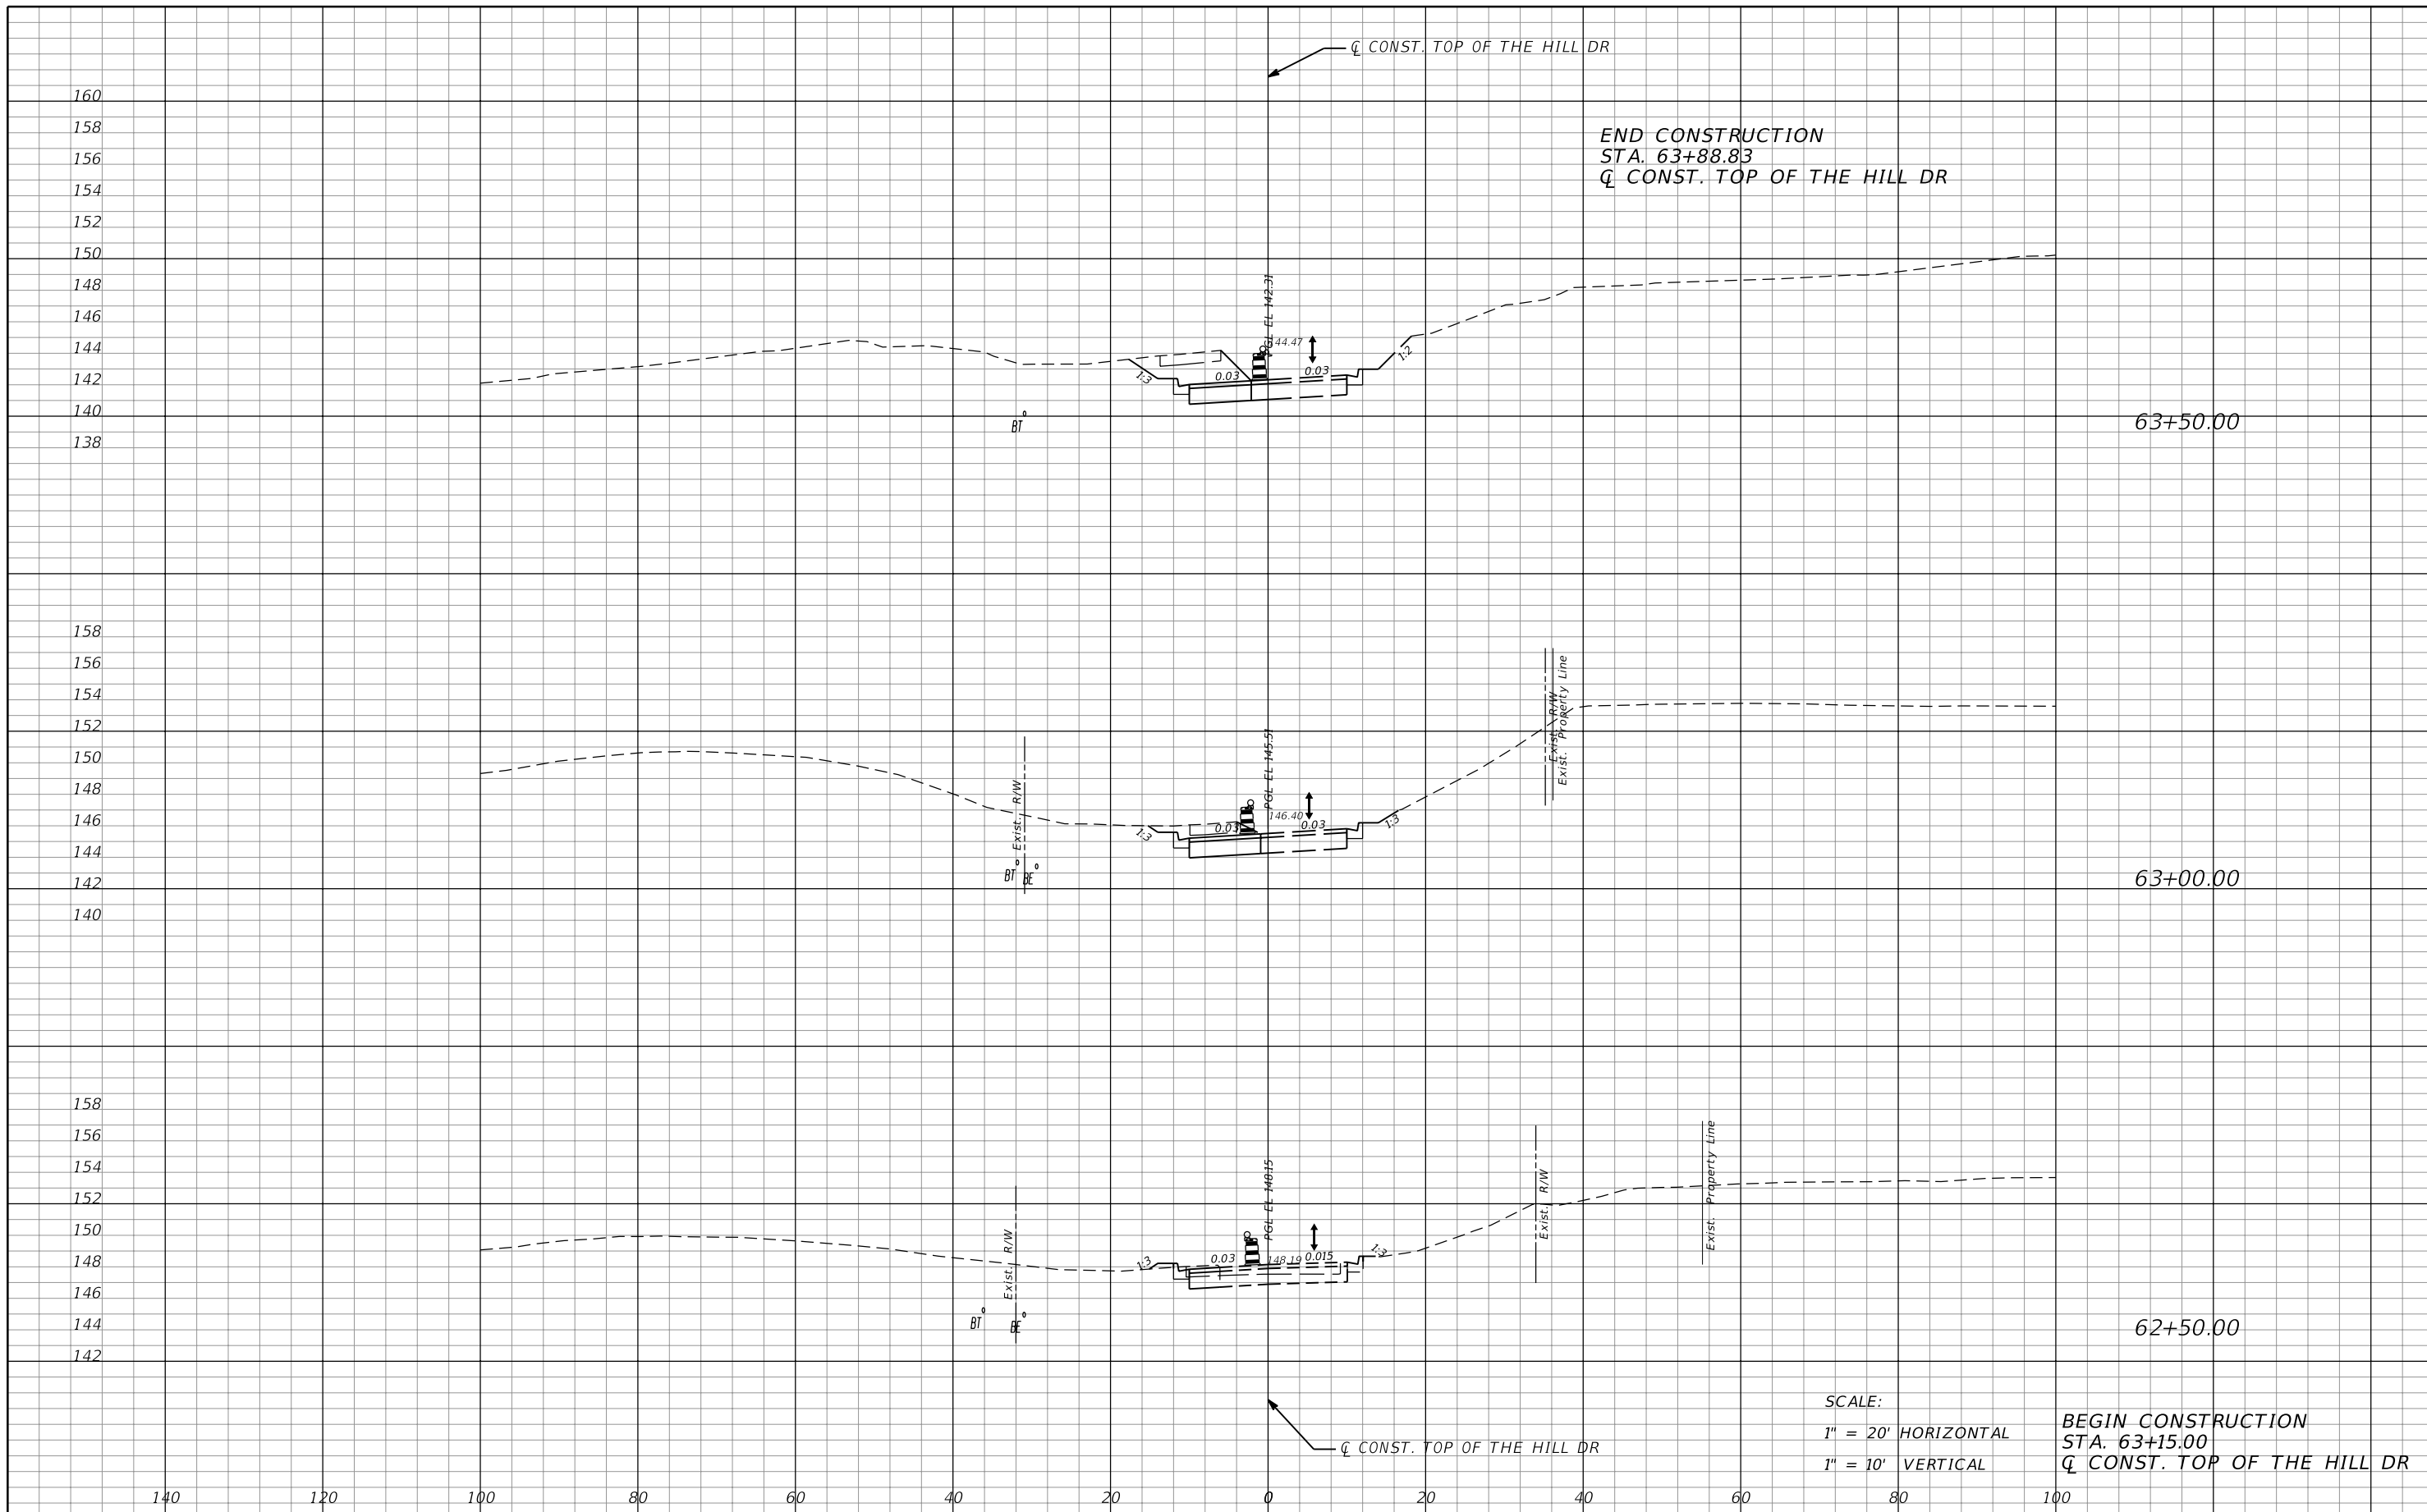 ℄ CONST. TOP OF THE HILL DR
160
158
END CONSTRUCTION
STA. 63+88.83
℄ CONST. TOP OF THE HILL DR
156
154
152
150
148
146
144
142
140
138
PGL EL 142.31
144.47
1:3
0.03
0.03
1:2
BT
63+50.00
158
156
154
152
150
148
146
144
142
140
Exist. R/W
PGL EL 145.51
146.40
1:3
0.03
0.03
1:3
Exist. R/W
Exist. Property Line
BT
BE
63+00.00
158
156
154
152
150
148
146
144
142
Exist. R/W
PGL EL 148.15
1:3
0.03
148.19
0.015
1:3
Exist. R/W
Exist. Property Line
BT
BE
62+50.00
℄ CONST. TOP OF THE HILL DR
SCALE:
1" = 20' HORIZONTAL
1" = 10' VERTICAL
BEGIN CONSTRUCTION
STA. 63+15.00
℄ CONST. TOP OF THE HILL DR
140 120 100 80 60 40 20 0 20 40 60 80 100